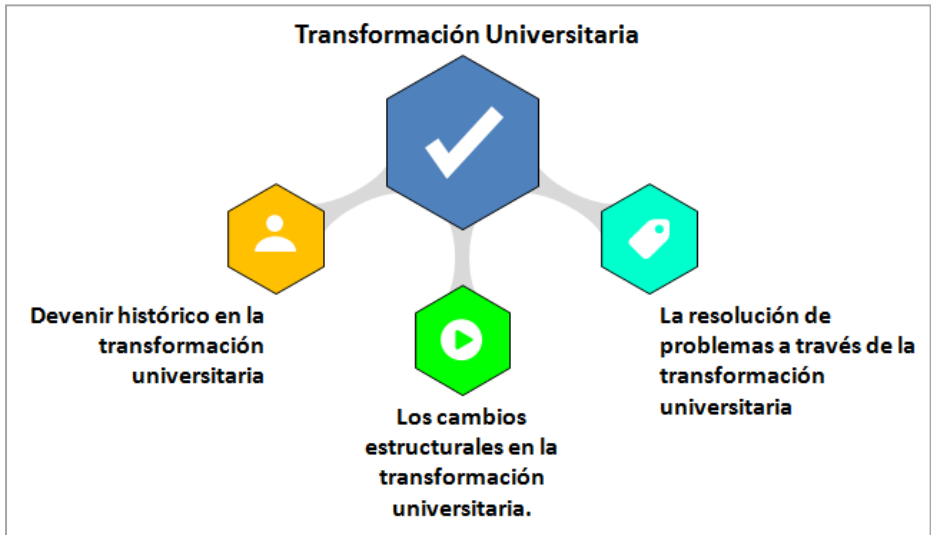 Transformación Universitaria
Devenir histórico en la
transformación
universitaria
Los cambios
estructurales en la
transformación
universitaria.
La resolución de
problemas a través de la
transformación
universitaria